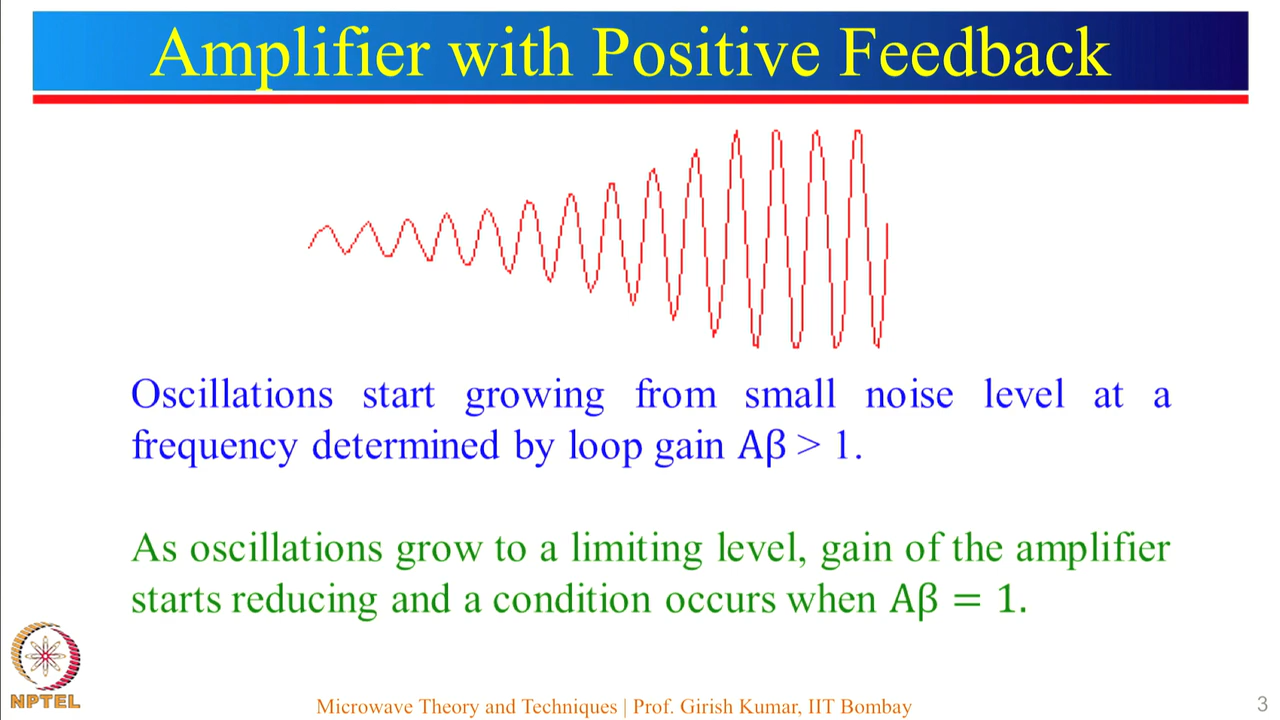 Amplifier with Positive Feedback
Oscillations start growing from small noise level at a
frequency determined by loop gain Aβ > 1.
As oscillations grow to a limiting level, gain of the amplifier
starts reducing and a condition occurs when Aβ = 1.
NPTEL
Microwave Theory and Techniques | Prof. Girish Kumar, IIT Bombay
3